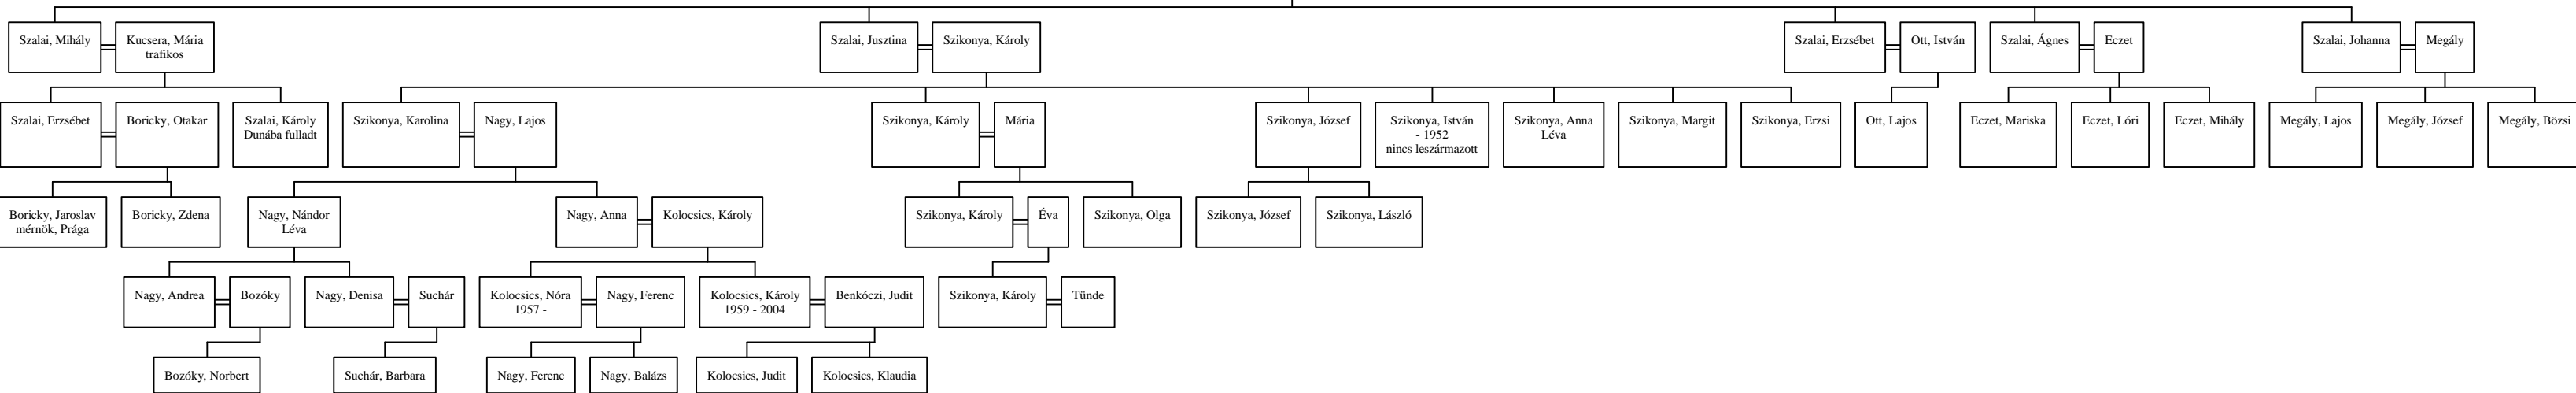 Szalai, Mihály
Kucsera, Mária
trafikos
Szalai, Jusztina
Szikonya, Károly
Szalai, Erzsébet
Ott, István
Szalai, Ágnes
Eczet
Szalai, Johanna
Megály
Szalai, Erzsébet
Boricky, Otakar
Szalai, Károly
Dunába fulladt
Szikonya, Karolina
Nagy, Lajos
Szikonya, Károly
Mária
Szikonya, József
Szikonya, István
- 1952
nincs leszármazott
Szikonya, Anna
Léva
Szikonya, Margit
Szikonya, Erzsi
Ott, Lajos
Eczet, Mariska
Eczet, Lóri
Eczet, Mihály
Megály, Lajos
Megály, József
Megály, Bözsi
Boricky, Jaroslav
mérnök, Prága
Boricky, Zdena
Nagy, Nándor
Léva
Nagy, Anna
Kolocsics, Károly
Szikonya, Károly
Éva
Szikonya, Olga
Szikonya, József
Szikonya, László
Nagy, Andrea
Bozóky
Nagy, Denisa
Suchár
Kolocsics, Nóra
1957 -
Nagy, Ferenc
Kolocsics, Károly
1959 - 2004
Benkóczi, Judit
Szikonya, Károly
Tünde
Bozóky, Norbert
Suchár, Barbara
Nagy, Ferenc
Nagy, Balázs
Kolocsics, Judit
Kolocsics, Klaudia